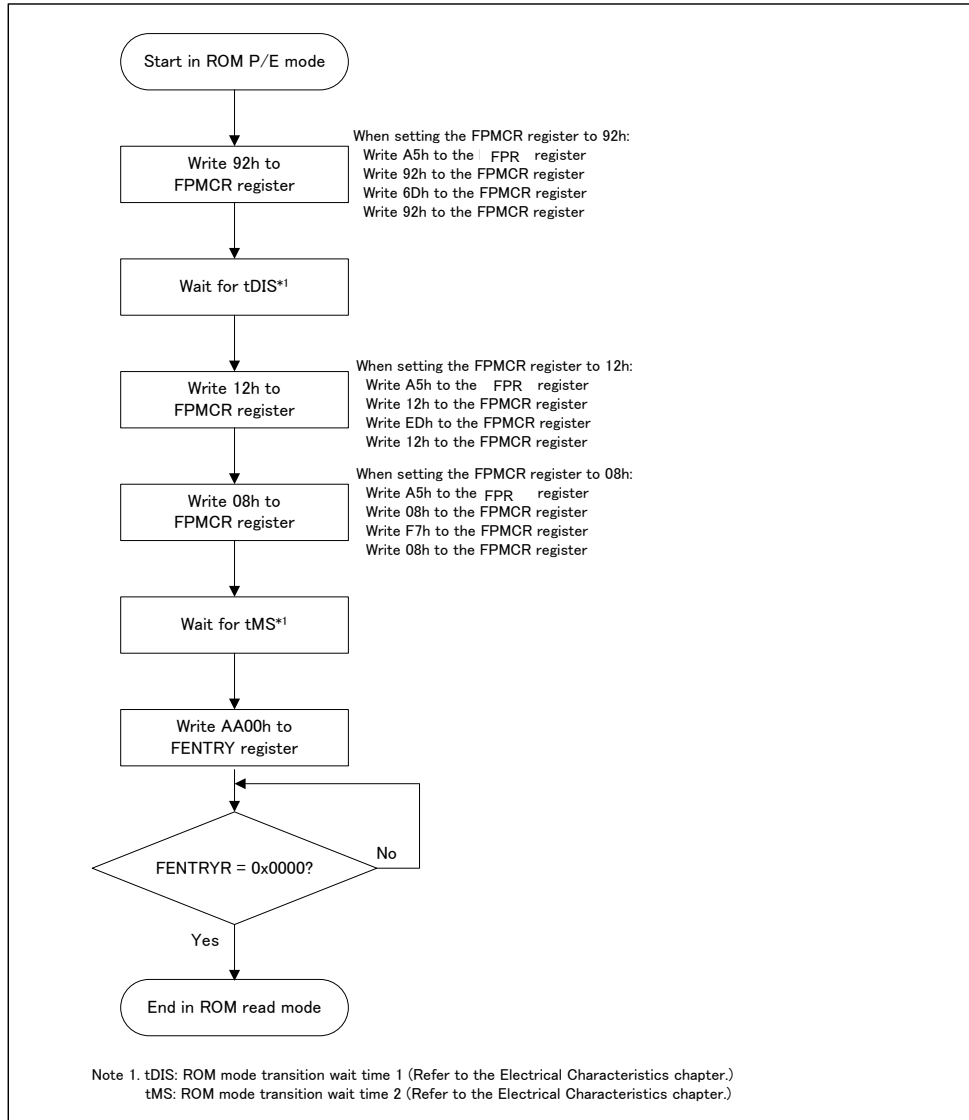 Start in ROM P/E mode
Write 92h to
FPMCR register
When setting the FPMCR register to 92h:
Write A5h to the FPR register
Write 92h to the FPMCR register
Write 6Dh to the FPMCR register
Write 92h to the FPMCR register
Wait for tDIS*1
Write 12h to
FPMCR register
When setting the FPMCR register to 12h:
Write A5h to the FPR register
Write 12h to the FPMCR register
Write EDh to the FPMCR register
Write 12h to the FPMCR register
Write 08h to
FPMCR register
When setting the FPMCR register to 08h:
Write A5h to the FPR register
Write 08h to the FPMCR register
Write F7h to the FPMCR register
Write 08h to the FPMCR register
Wait for tMS*1
Write AA00h to
FENTRY register
FENTRYR = 0x0000?
No
Yes
End in ROM read mode
Note 1. tDIS: ROM mode transition wait time 1 (Refer to the Electrical Characteristics chapter.)
tMS: ROM mode transition wait time 2 (Refer to the Electrical Characteristics chapter.)